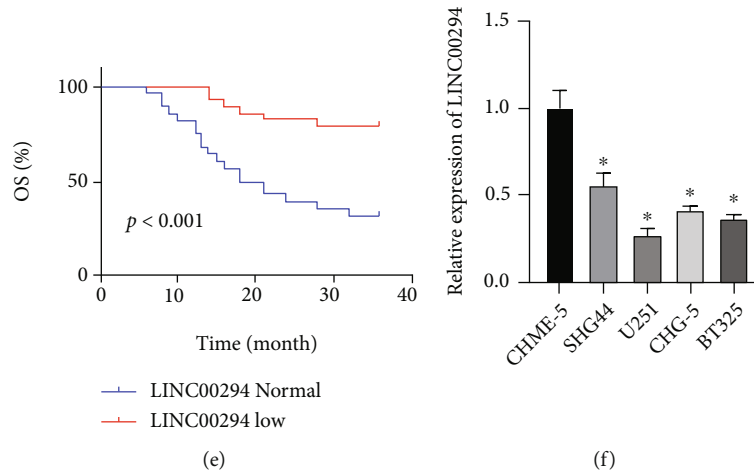 OS (%)
100
50
0
p < 0.001
0 10 20 30 40
Time (month)
LINC00294 Normal
LINC00294 low
(e)
Relative expression of LINC00294
1.5
1.0
0.5
0.0
* * * *
CHME-5
SHG44
U251
CHG-5
BT325
(f)